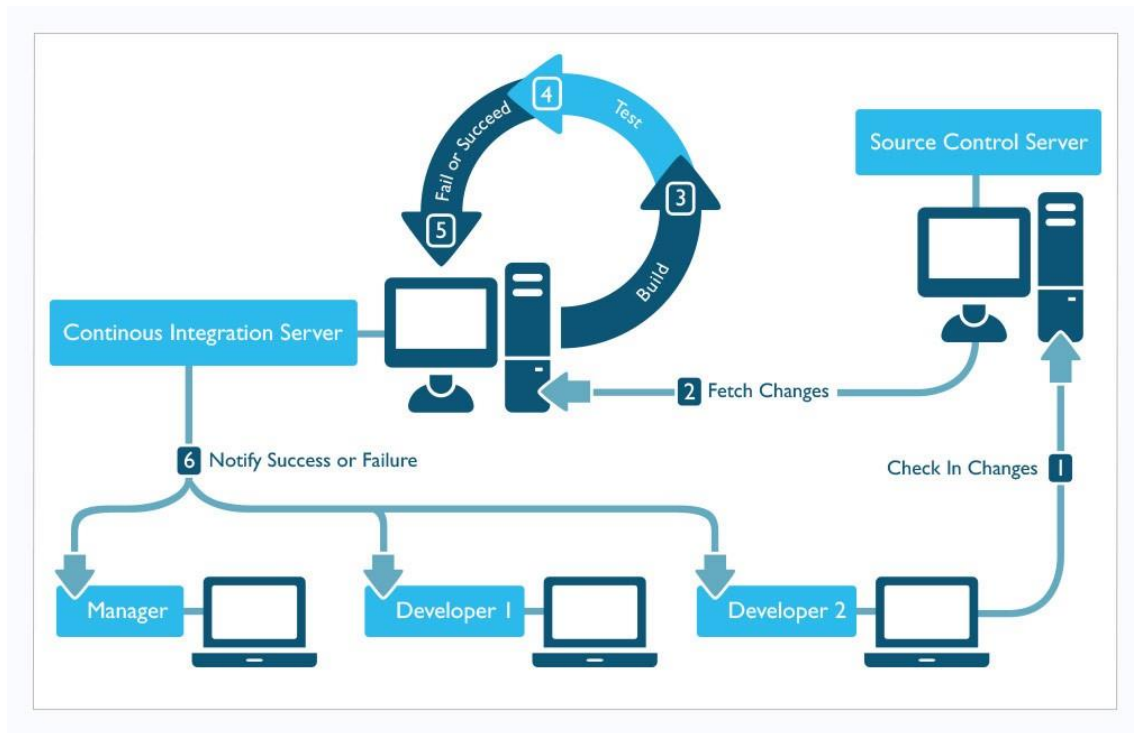 4
Test
Fail or Succeed
Source Control Server
3
5
Build
Continous Integration Server
2 Fetch Changes
6 Notify Success or Failure
Check In Changes 1
Manager
Developer 1
Developer 2